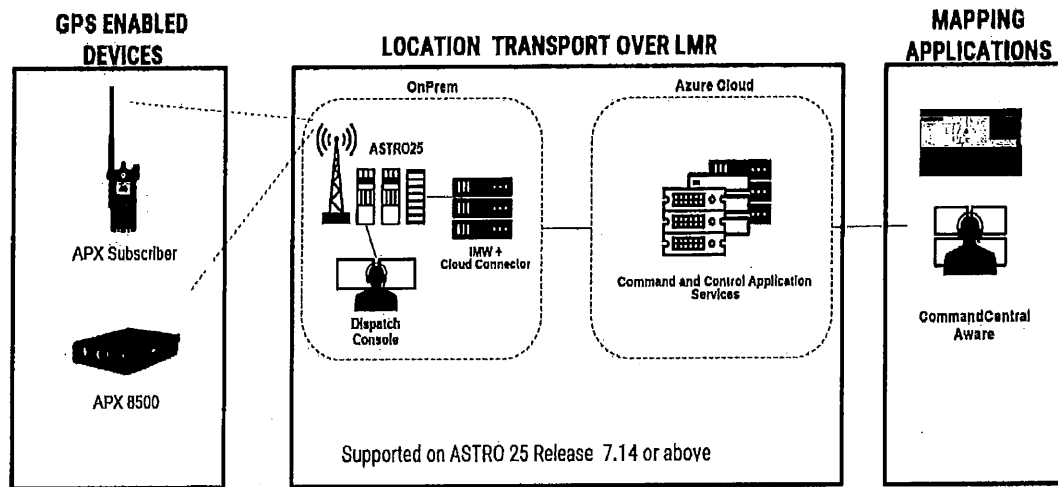 GPS ENABLED
DEVICES
LOCATION TRANSPORT OVER LMR
MAPPING
APPLICATIONS
OnPrem
Azure Cloud
ASTRO25
APX Subscriber
IMW +
Cloud Connector
Command and Control Application
Services
Dispatch
Console
CommandCentral
Aware
APX 8500
Supported on ASTRO 25 Release 7.14 or above